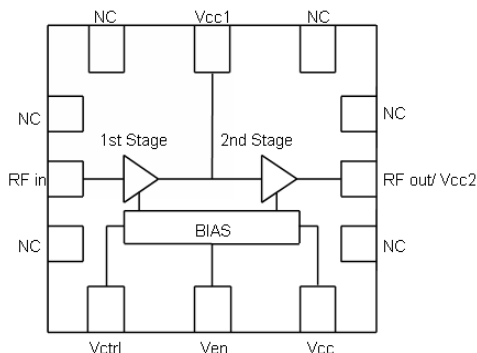 NC
Vcc1
NC
NC
NC
1st Stage
2nd Stage
RF in
RF out/ Vcc2
BIAS
NC
NC
Vctrl
Ven
Vcc